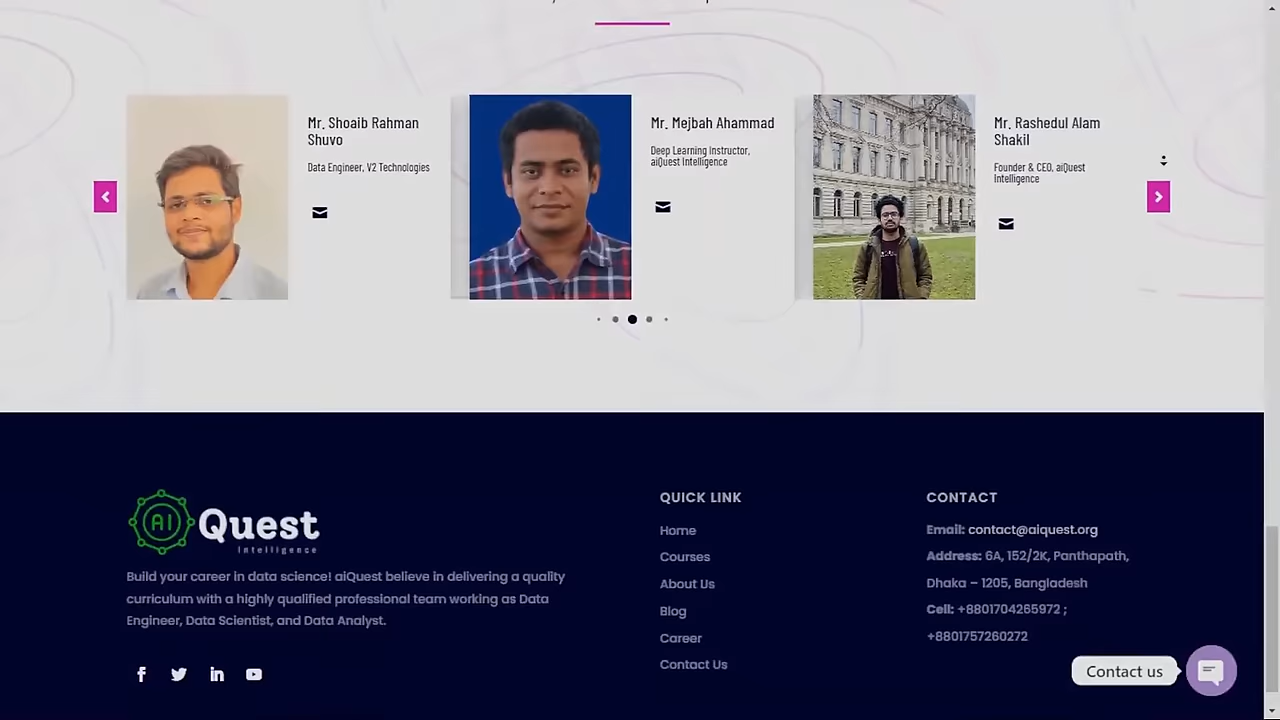 Mr. Shoaib Rahman
Shuvo
Data Engineer, V2 Technologies
Mr. Mejbah Ahammad
Deep Learning Instructor,
aiQuest Intelligence
Mr. Rashedul Alam
Shakil
Founder & CEO, aiQuest
Intelligence
AI Quest
Intelligence
Build your career in data science! aiQuest believe in delivering a quality
curriculum with a highly qualified professional team working as Data
Engineer, Data Scientist, and Data Analyst.
QUICK LINK
Home
Courses
About Us
Blog
Career
Contact Us
CONTACT
Email: contact@aiquest.org
Address: 6A, 152/2K, Panthapath,
Dhaka – 1205, Bangladesh
Cell: +8801704265972 ;
+8801757260272
Contact us